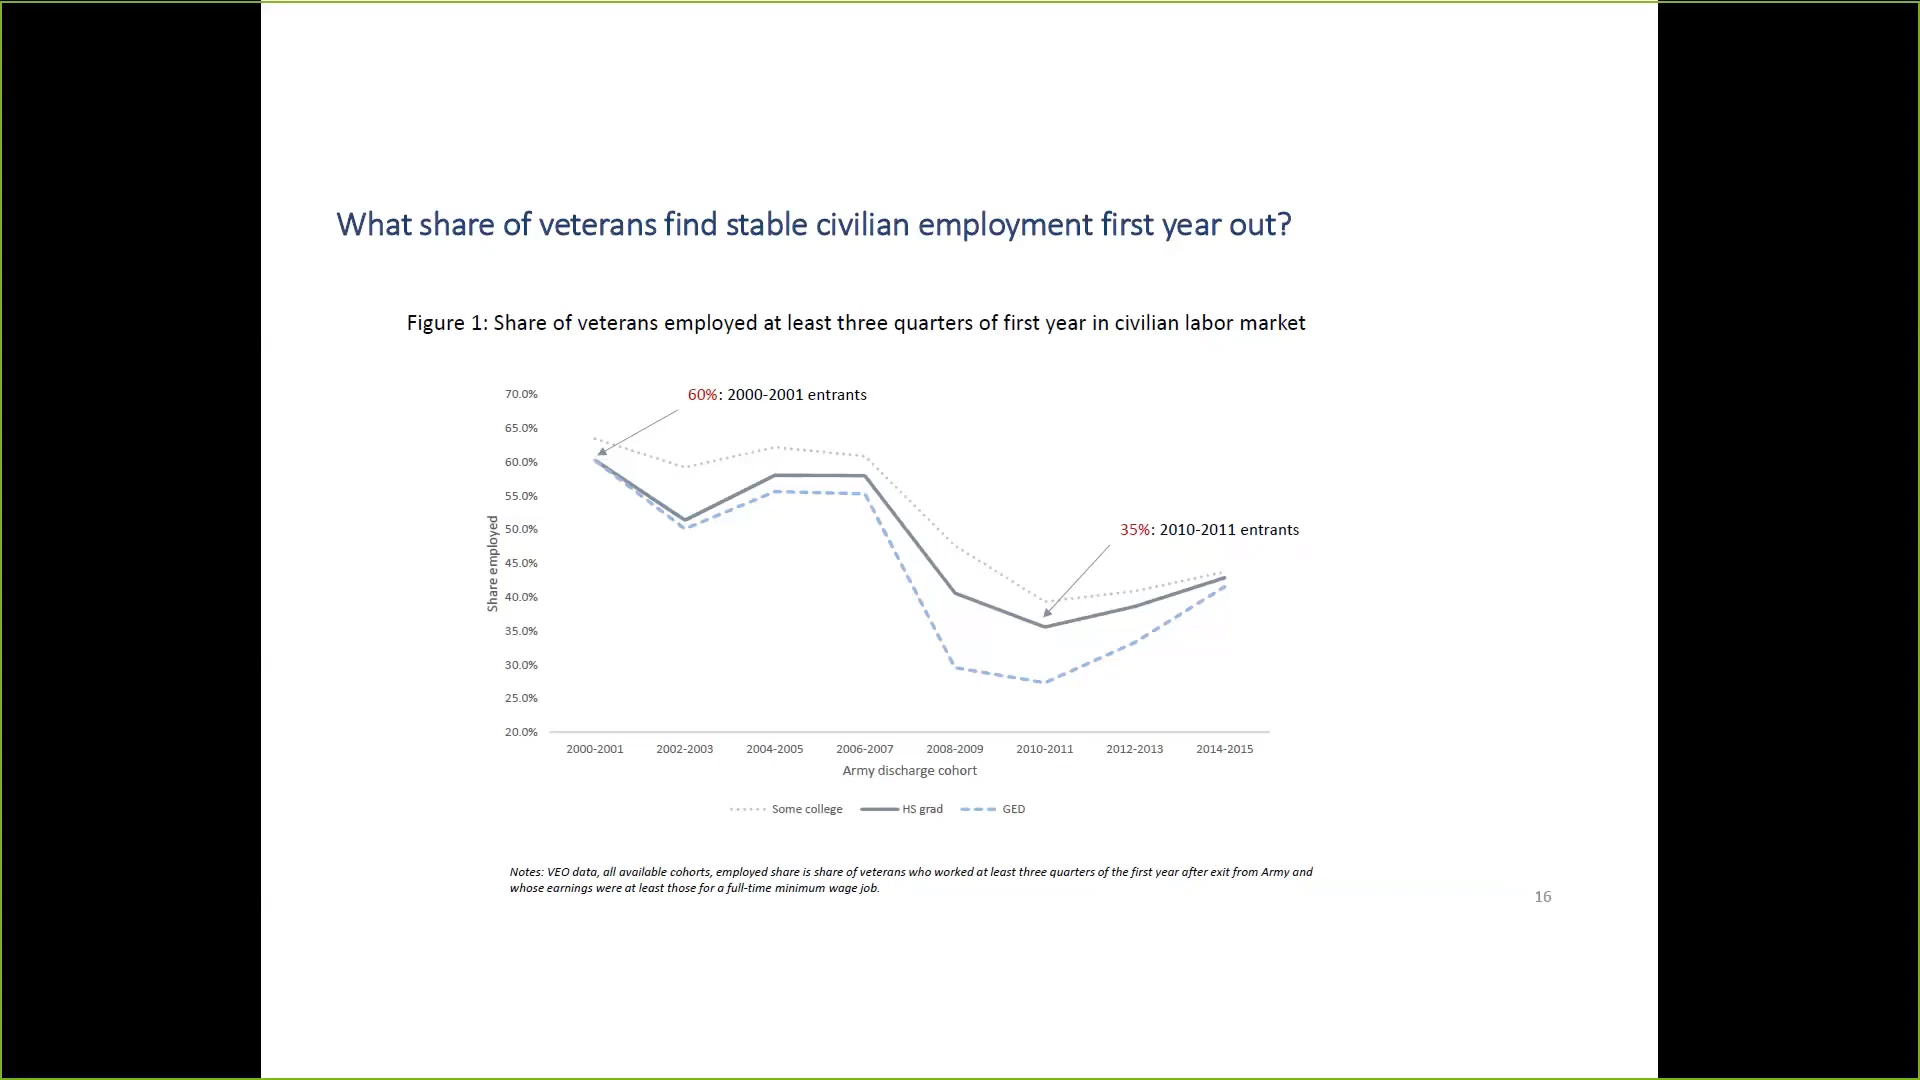 What share of veterans find stable civilian employment first year out?
Figure 1: Share of veterans employed at least three quarters of first year in civilian labor market
60%: 2000-2001 entrants
35%: 2010-2011 entrants
Share employed
70.0%
65.0%
60.0%
55.0%
50.0%
45.0%
40.0%
35.0%
30.0%
25.0%
20.0%
2000-2001 2002-2003 2004-2005 2006-2007 2008-2009 2010-2011 2012-2013 2014-2015
Army discharge cohort
Some college HS grad GED
Notes: VEO data, all available cohorts, employed share is share of veterans who worked at least three quarters of the first year after exit from Army and
whose earnings were at least those for a full-time minimum wage job.
16